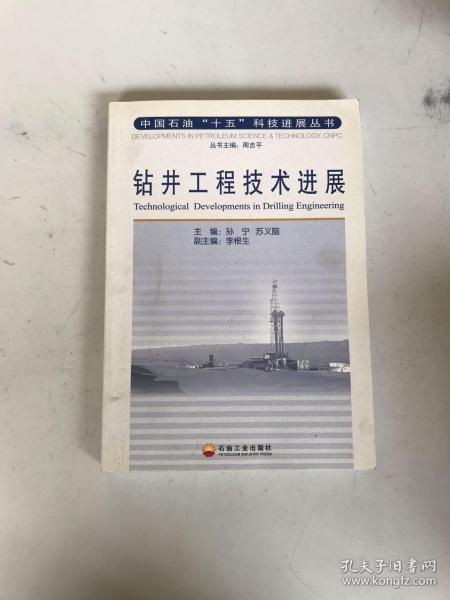 中国石油“十五”科技进展丛书
DEVELOPMENTS IN PETROLEUM SCIENCE & TECHNOLOGY, CNPC
丛书主编：周吉平
钻井工程技术进展
Technological Developments in Drilling Engineering
主 编：孙 宁 苏义脑
副主编：李根生
石油工业出版社
PETROLEUM INDUSTRY PRESS
孔夫子旧书网
www.kongfz.com